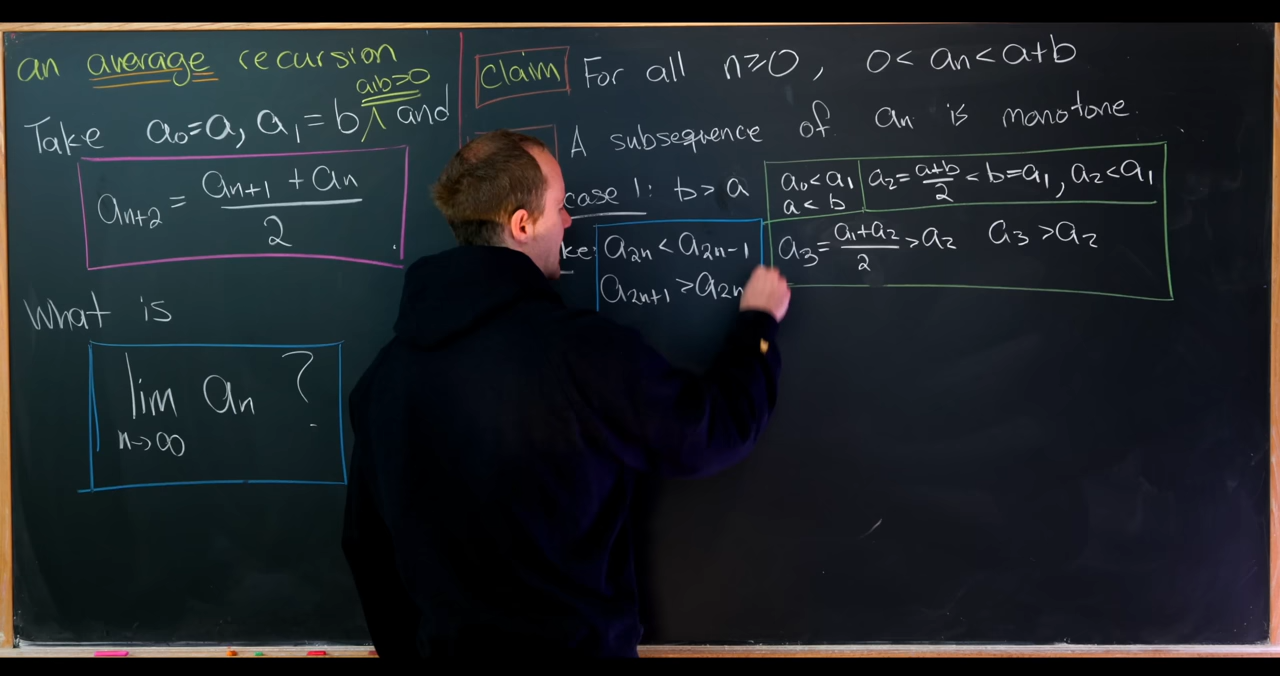 an average recursion
a,b>0
Take a₀=a, a₁=b ∧ and
aₙ₊₂ = (aₙ₊₁ + aₙ)/2
What is
lim n→∞ aₙ ?
Claim For all n≥0, 0<aₙ<a+b
A subsequence of aₙ is monotone.
case 1: b>a
ke: a₂ₙ < a₂ₙ₋₁
a₂ₙ₊₁ > a₂ₙ
a₀<a₁
a<b
a₂ = (a+b)/2 < b=a₁, a₂<a₁
a₃ = (a₁+a₂)/2 > a₂ a₃>a₂